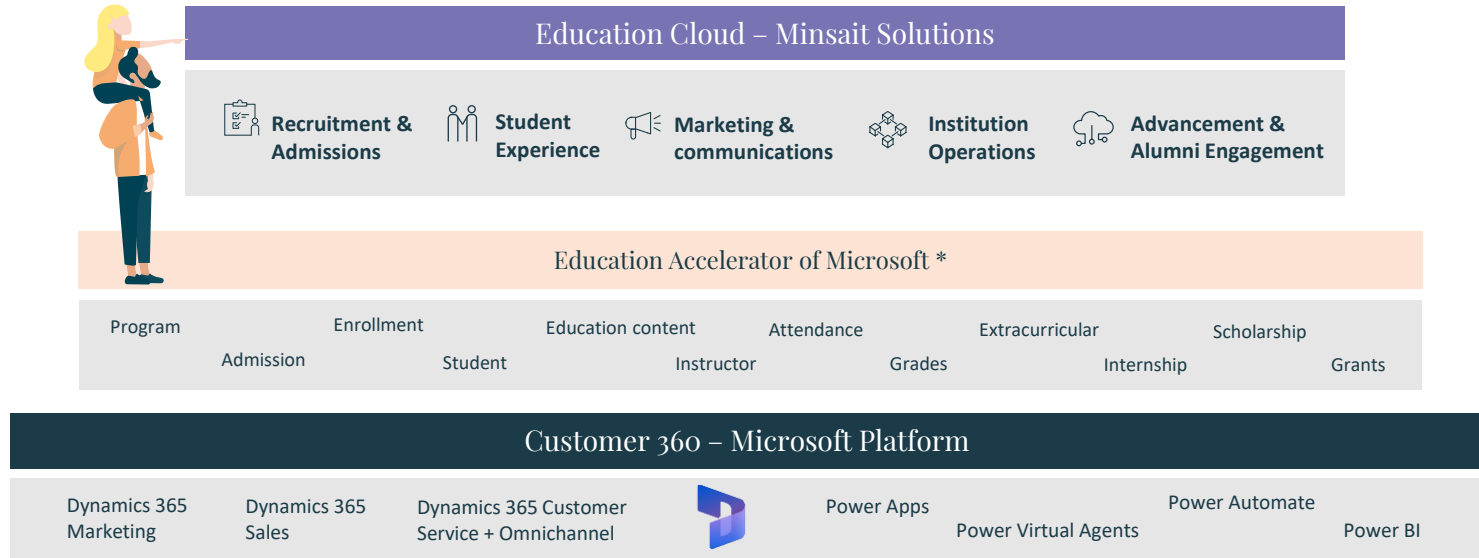 Education Cloud – Minsait Solutions
Recruitment &
Admissions
Student
Experience
Marketing &
communications
Institution
Operations
Advancement &
Alumni Engagement
Education Accelerator of Microsoft *
Program
Admission
Enrollment
Student
Education content
Instructor
Attendance
Grades
Extracurricular
Internship
Scholarship
Grants
Customer 360 – Microsoft Platform
Dynamics 365
Marketing
Dynamics 365
Sales
Dynamics 365 Customer
Service + Omnichannel
Power Apps
Power Virtual Agents
Power Automate
Power BI